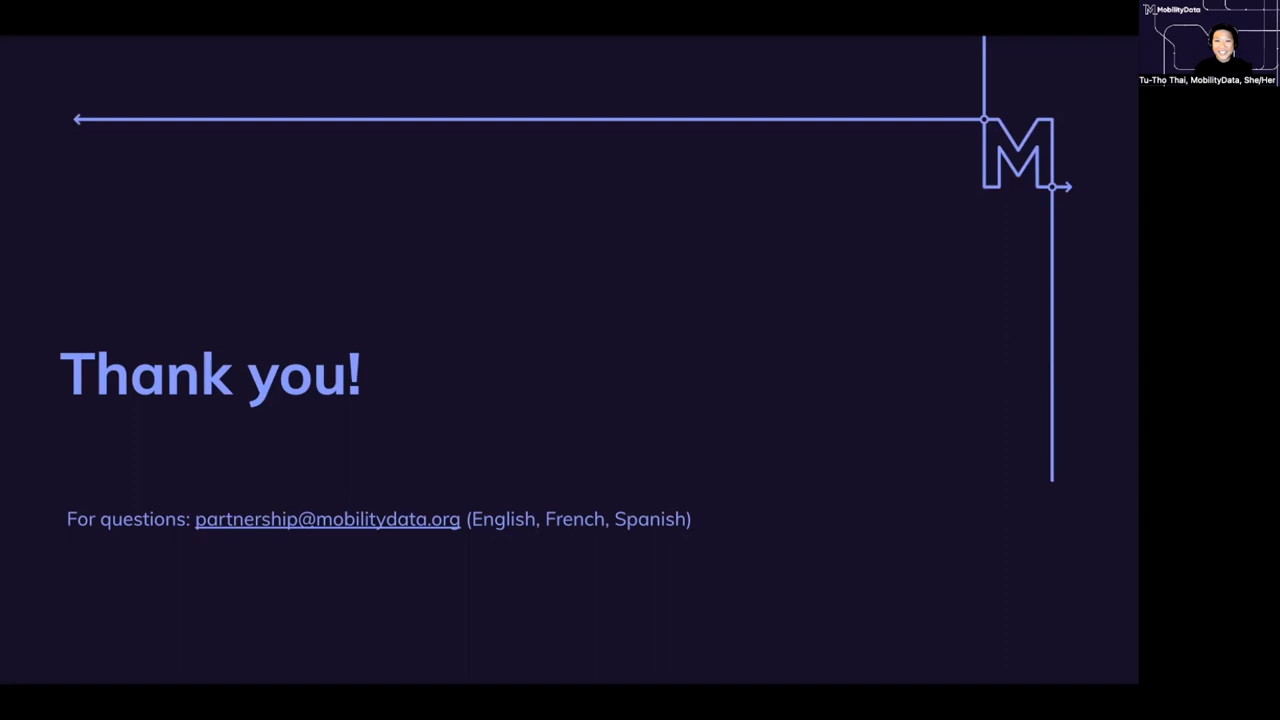 MobilityData
Tu-Tho Thai, MobilityData, She/Her
M
Thank you!
For questions: partnership@mobilitydata.org (English, French, Spanish)